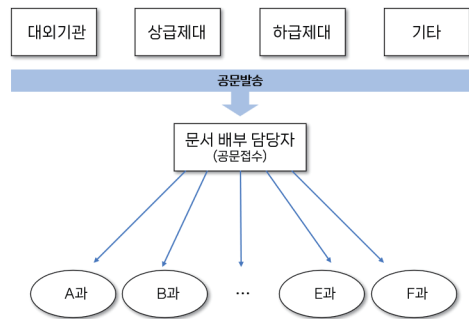 대외기관
상급제대
하급제대
기타
공문발송
문서 배부 담당자
(공문접수)
A과
B과
...
E과
F과